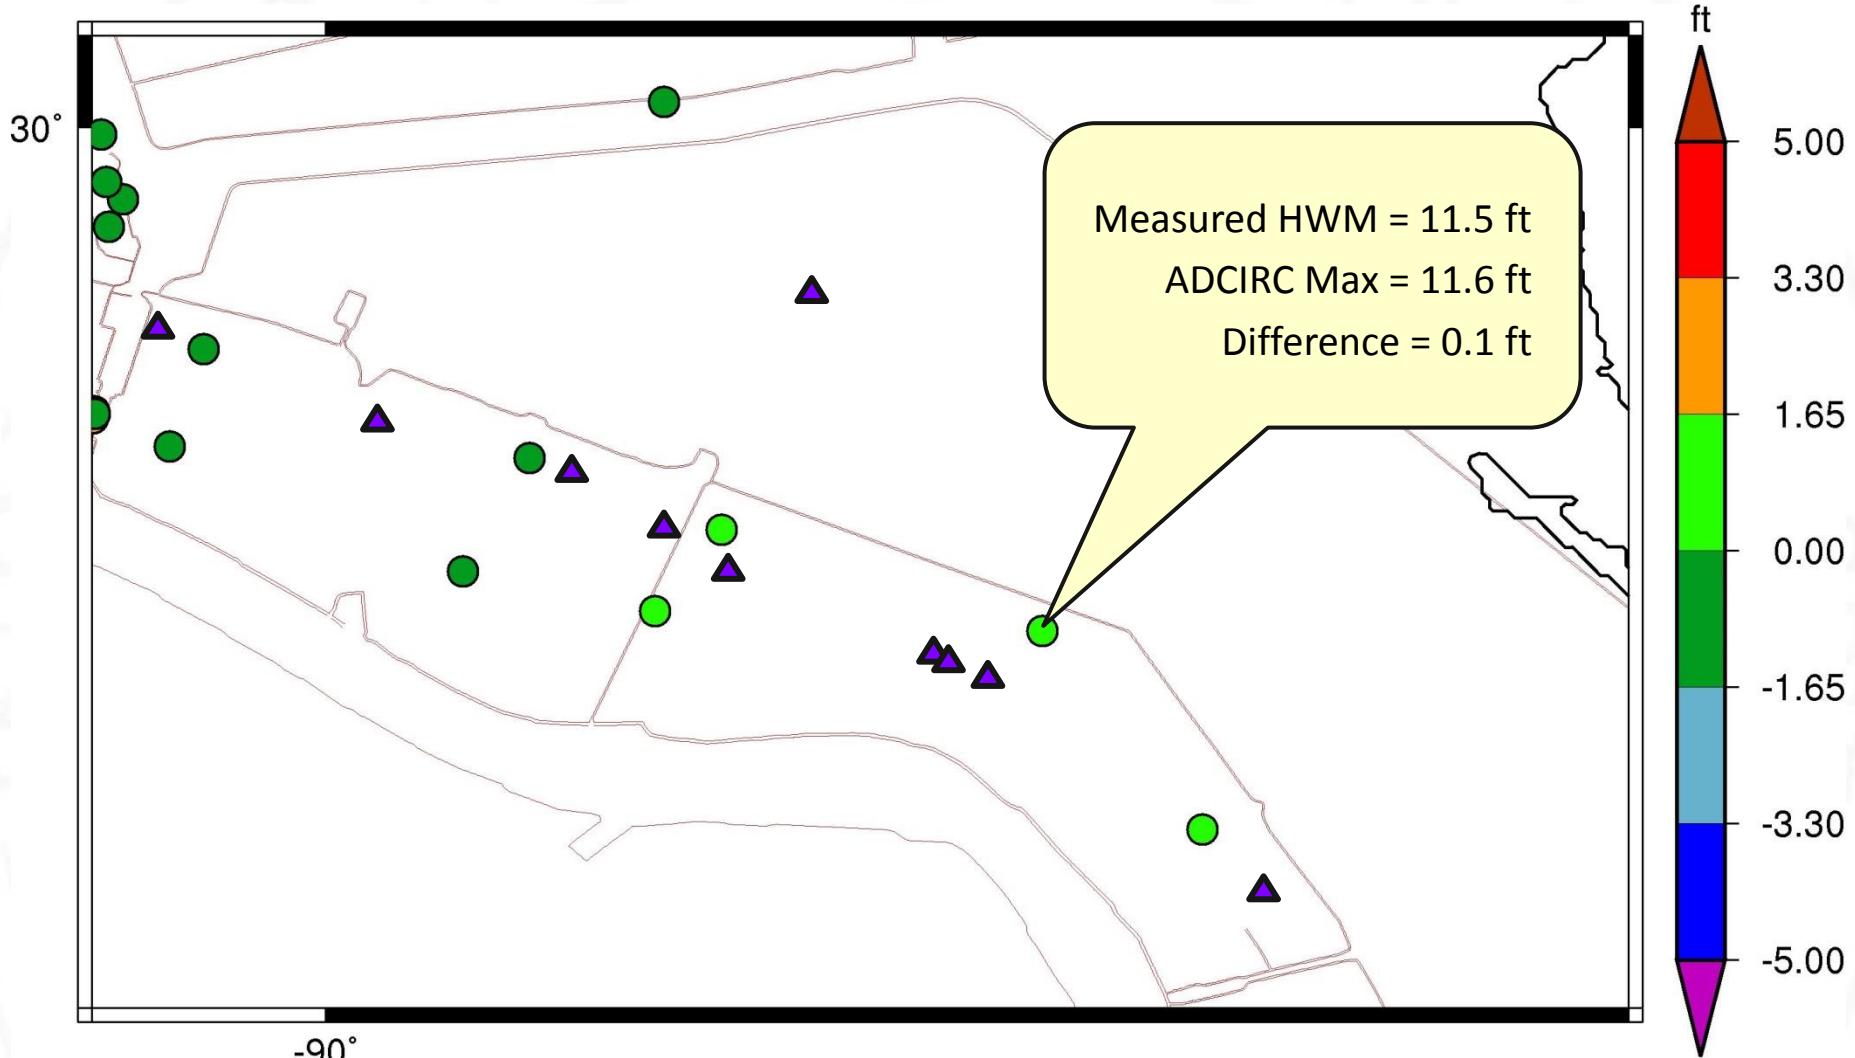 ft
30°
5.00
3.30
1.65
0.00
-1.65
-3.30
-5.00
Measured HWM = 11.5 ft
ADCIRC Max = 11.6 ft
Difference = 0.1 ft
-90°